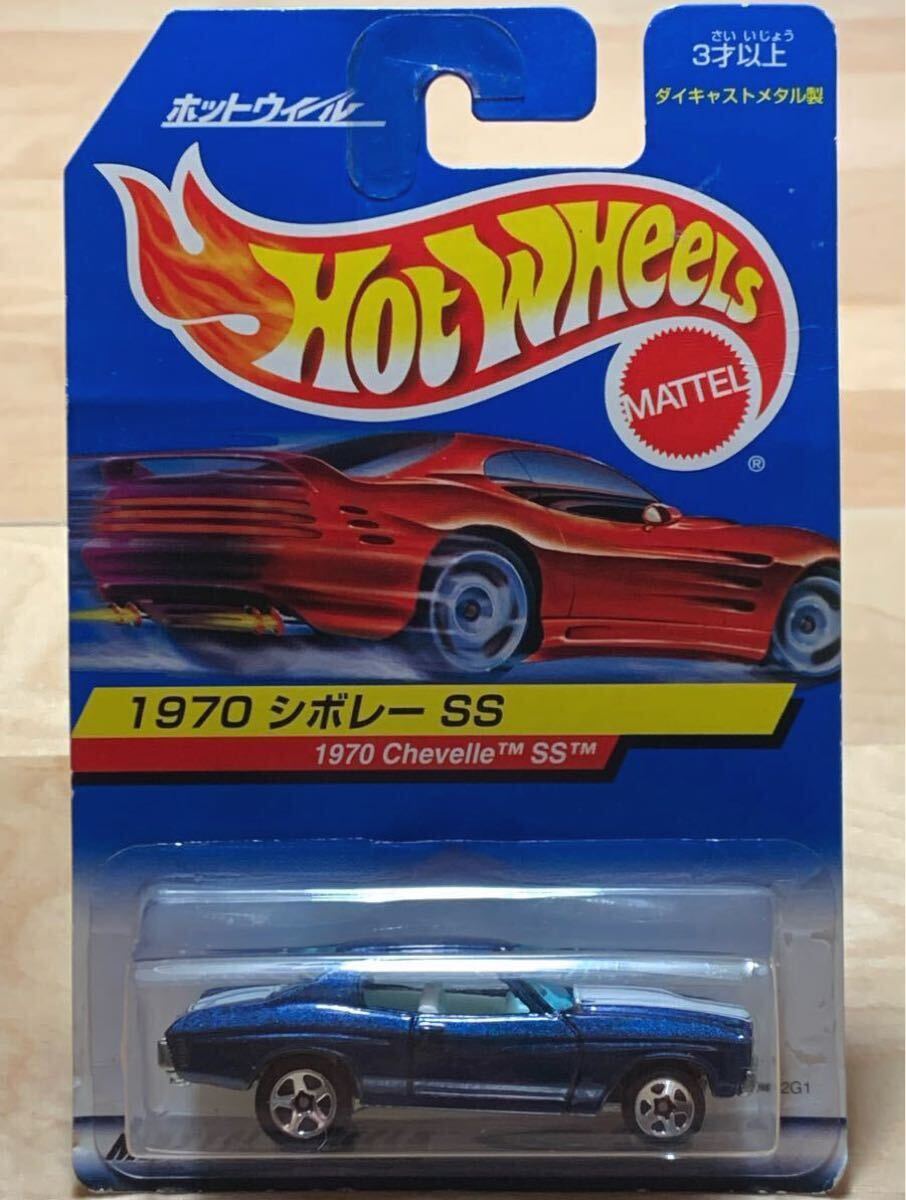 さい いじょう
3才以上
ダイキャストメタル製
ホットウィール
Hot Wheels
MATTEL
®
1970 シボレー SS
1970 Chevelle™ SS™
2G1